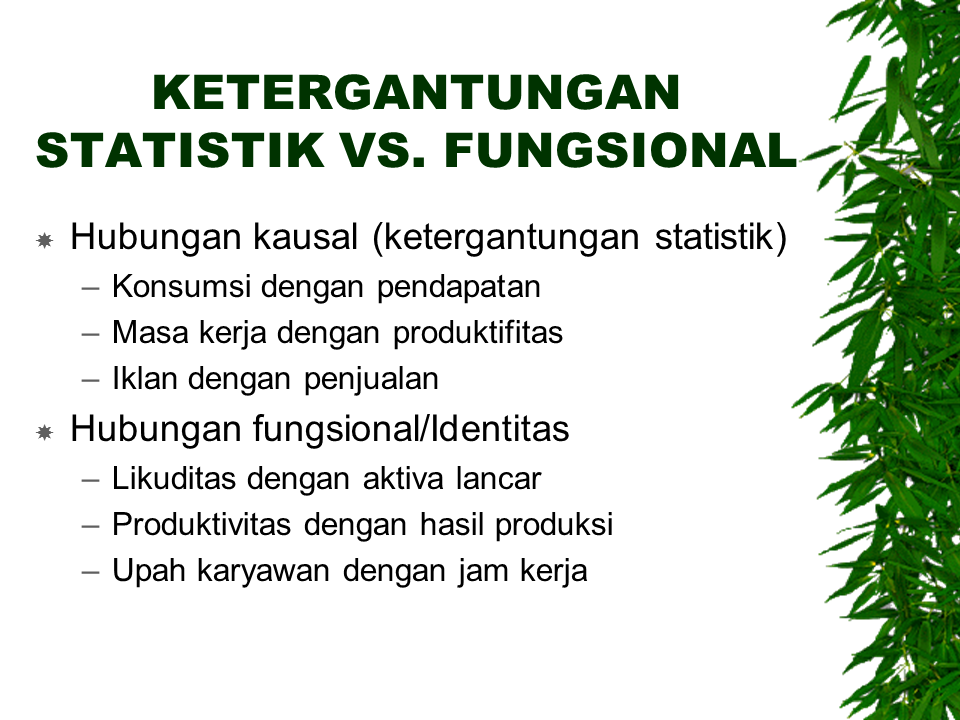 KETERGANTUNGAN
STATISTIK VS. FUNGSIONAL
Hubungan kausal (ketergantungan statistik)
– Konsumsi dengan pendapatan
– Masa kerja dengan produktifitas
– Iklan dengan penjualan
Hubungan fungsional/Identitas
– Likuditas dengan aktiva lancar
– Produktivitas dengan hasil produksi
– Upah karyawan dengan jam kerja